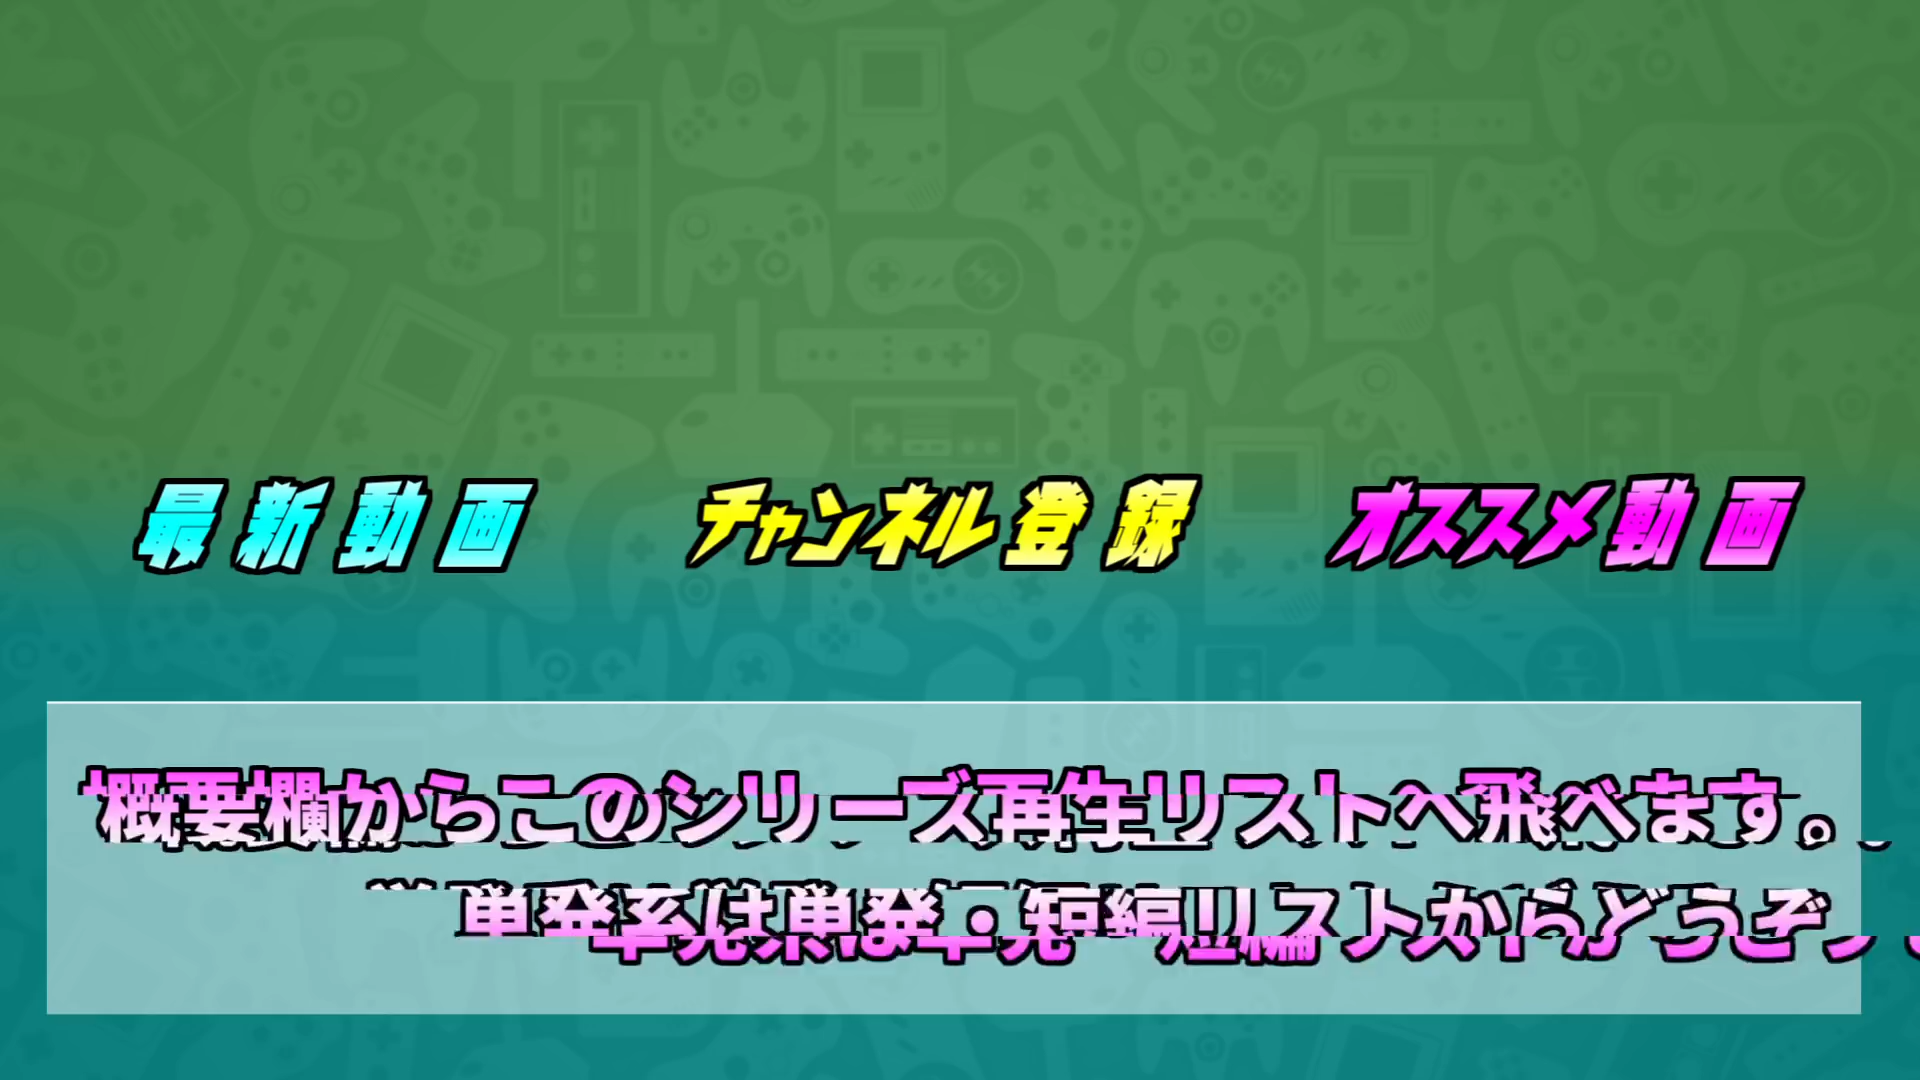 最新動画
チャンネル登録
オススメ動画
概要欄からこのシリーズ再生リストへ飛べます。
単発系は単発・短編リストからどうぞ